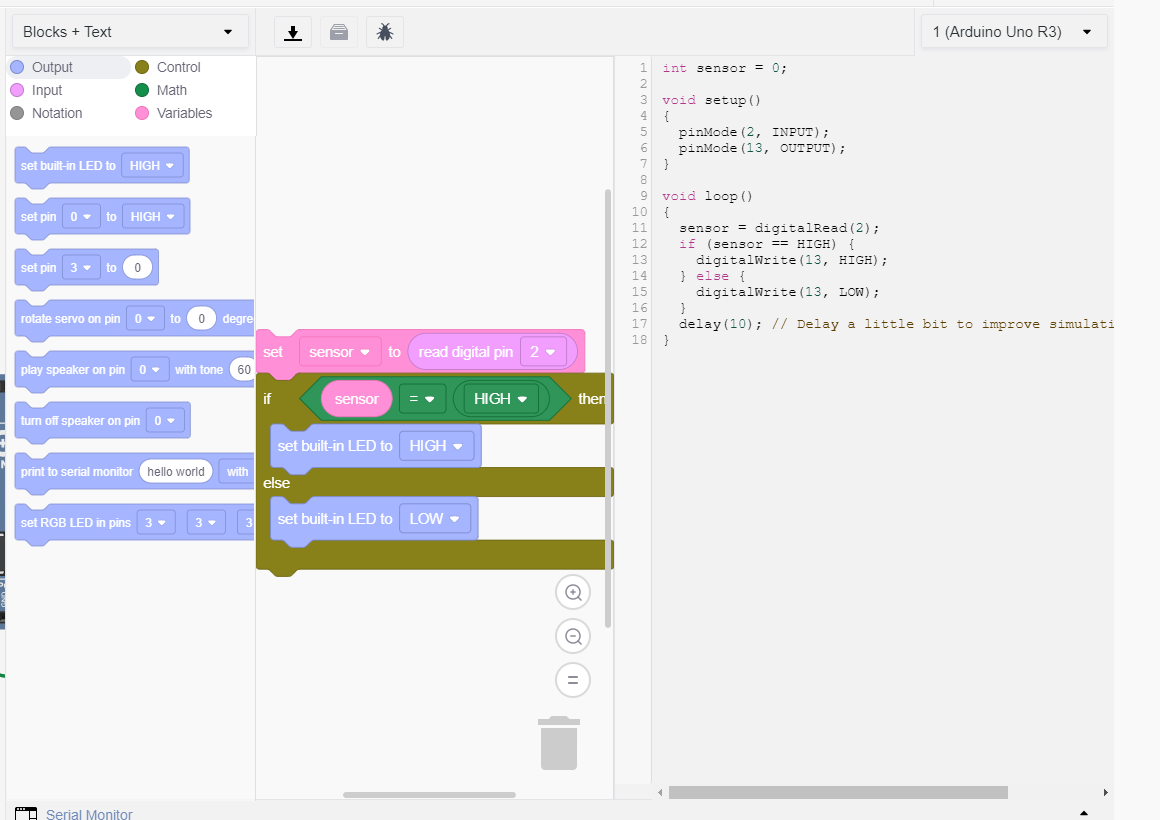 Blocks + Text
1 (Arduino Uno R3)
Output
Control
Input
Math
Notation
Variables
set built-in LED to HIGH
set pin 0 to HIGH
set pin 3 to 0
rotate servo on pin 0 to 0 degre
play speaker on pin 0 with tone 60
turn off speaker on pin 0
print to serial monitor hello world with
set RGB LED in pins 3 3 3
set sensor to read digital pin 2
if sensor = HIGH then
set built-in LED to HIGH
else
set built-in LED to LOW
1 int sensor = 0;
2
3 void setup()
4 {
5 pinMode(2, INPUT);
6 pinMode(13, OUTPUT);
7 }
8
9 void loop()
10 {
11 sensor = digitalRead(2);
12 if (sensor == HIGH) {
13 digitalWrite(13, HIGH);
14 } else {
15 digitalWrite(13, LOW);
16 }
17 delay(10); // Delay a little bit to improve simulati
18 }
Serial Monitor